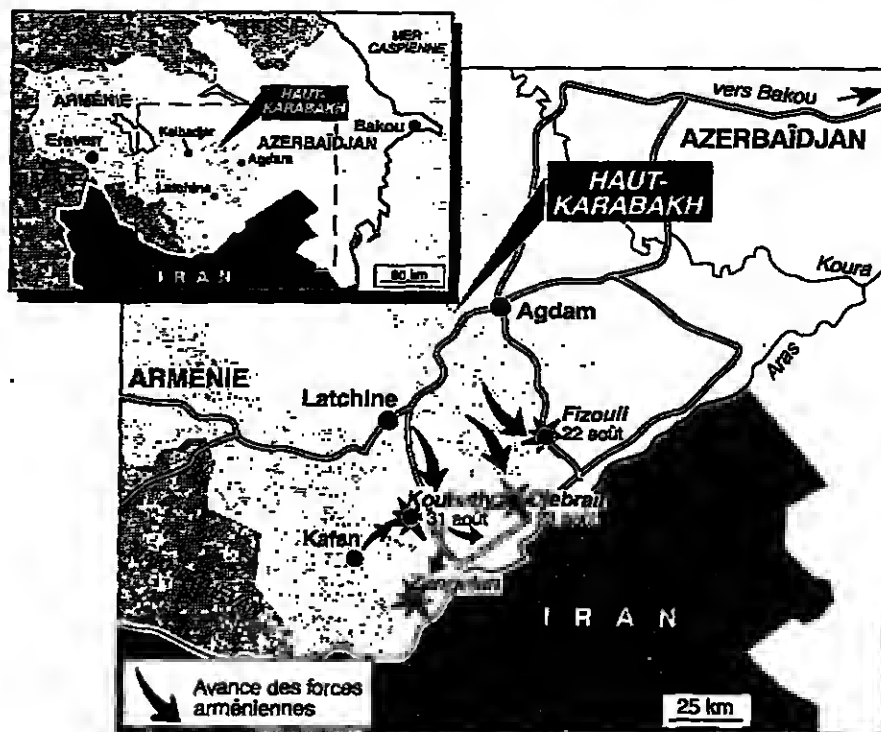 MER
CASPIENNE
HAUT-
KARABAKH
ARMÉNIE
Kalbadjar
Erevan
AZERBAÏDJAN
Bakou
Agdam
Latchine
IRAN
80 km
vers Bakou
AZERBAÏDJAN
HAUT-
KARABAKH
Koura
Agdam
Aras
ARMÉNIE
Latchine
Fizouli
22 août
31 août
Kafan
IRAN
Avance des forces
arméniennes
25 km